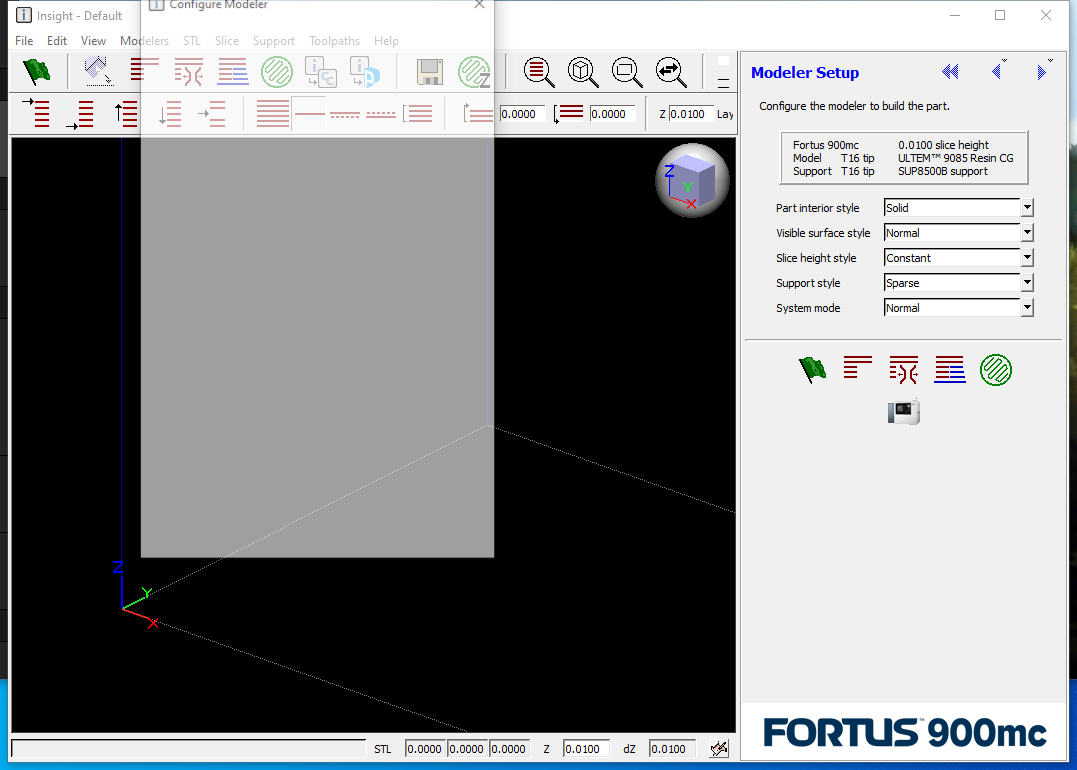 Insight - Default
Configure Modeler
File Edit View Modelers STL Slice Support Toolpaths Help
0.0000 0.0000 Z 0.0100 Lay
Z
Y
X
Z
Y
X
Modeler Setup
Configure the modeler to build the part.
Fortus 900mc 0.0100 slice height
Model T16 tip ULTEM™ 9085 Resin CG
Support T16 tip SUP8500B support
Part interior style Solid
Visible surface style Normal
Slice height style Constant
Support style Sparse
System mode Normal
FORTUS™ 900mc
STL 0.0000 0.0000 0.0000 Z 0.0100 dZ 0.0100